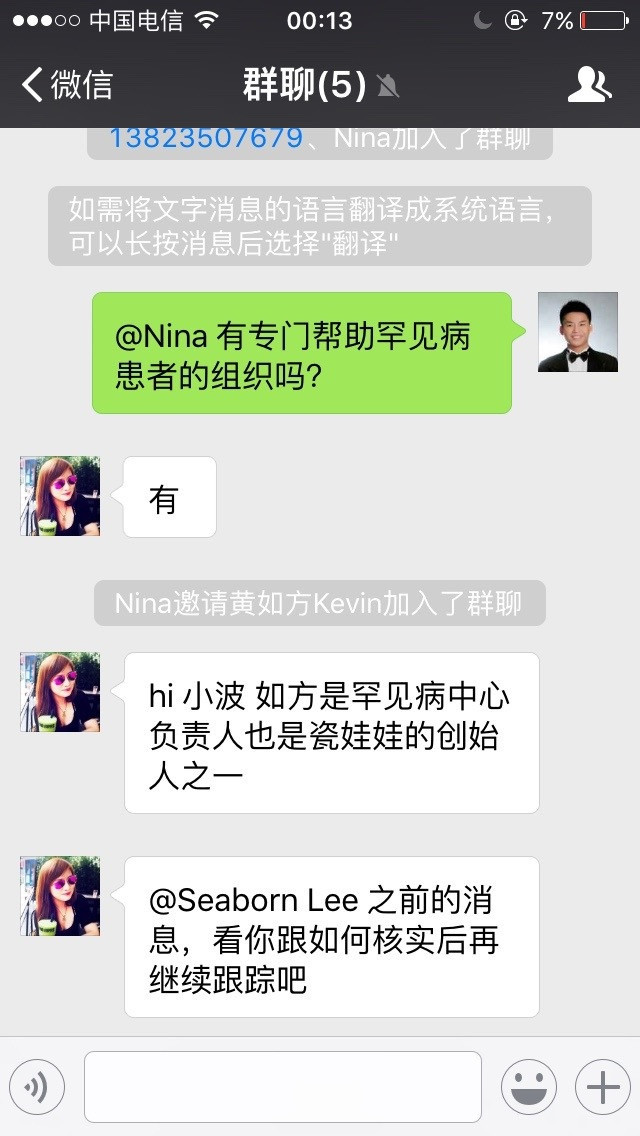 中国电信
00:13
7%
微信
群聊(5)
13823507679、Nina加入了群聊
如需将文字消息的语言翻译成系统语言，
可以长按消息后选择"翻译"
@Nina 有专门帮助罕见病
患者的组织吗？
有
Nina邀请黄如方Kevin加入了群聊
hi 小波 如方是罕见病中心
负责人也是瓷娃娃的创始
人之一
@Seaborn Lee 之前的消
息，看你跟如何核实后再
继续跟踪吧